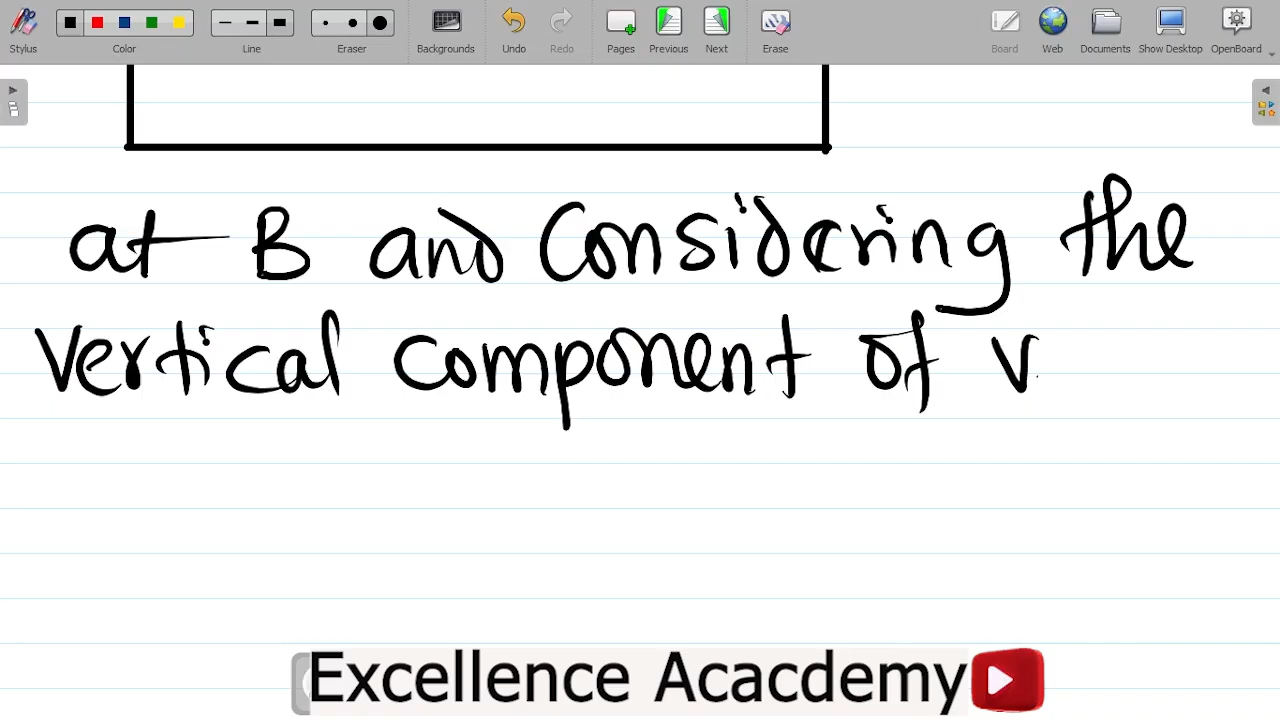 Stylus Color Line Eraser Backgrounds Undo Redo Pages Previous Next Erase Board Web Documents Show Desktop OpenBoard
at B and Considering the
vertical component of v
Excellence Acacdemy